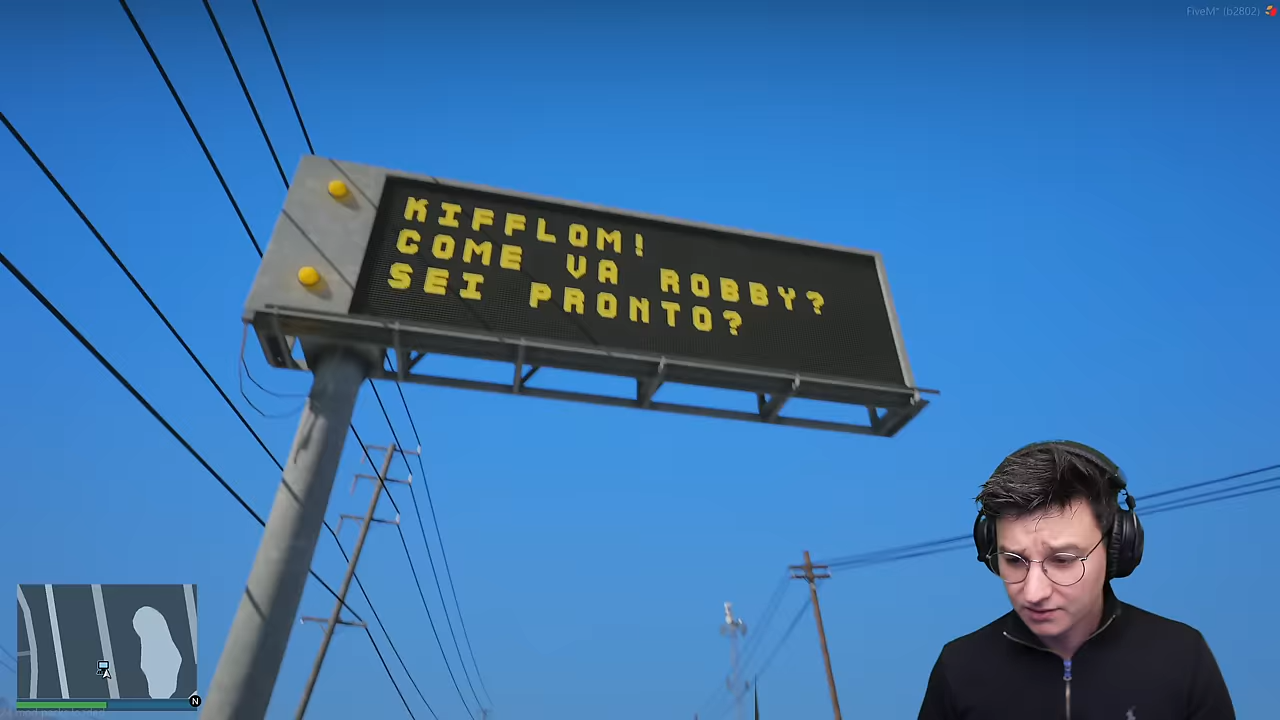 FiveM* (b2802)
KIFFLOM!
COME VA ROBBY?
SEI PRONTO?
N